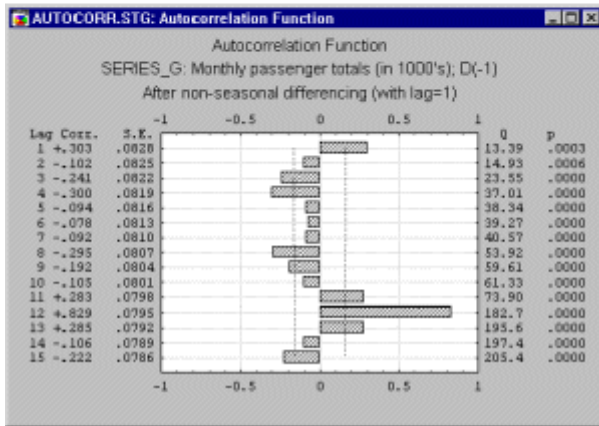 AUTOCORR.STG: Autocorrelation Function
Autocorrelation Function
SERIES_G: Monthly passenger totals (in 1000's); D(-1)
After non-seasonal differencing (with lag=1)
-1 -0.5 0 0.5 1
Lag Corr. S.E. Q p
1 +.303 .0828 13.39 .0003
2 -.102 .0825 14.93 .0006
3 -.241 .0822 23.55 .0000
4 -.300 .0819 37.01 .0000
5 -.094 .0816 38.34 .0000
6 -.078 .0813 39.27 .0000
7 -.092 .0810 40.57 .0000
8 -.295 .0807 53.92 .0000
9 -.192 .0804 59.61 .0000
10 -.105 .0801 61.33 .0000
11 +.283 .0798 73.90 .0000
12 +.829 .0795 182.7 .0000
13 +.285 .0792 195.6 .0000
14 -.106 .0789 197.4 .0000
15 -.222 .0786 205.4 .0000
-1 -0.5 0 0.5 1